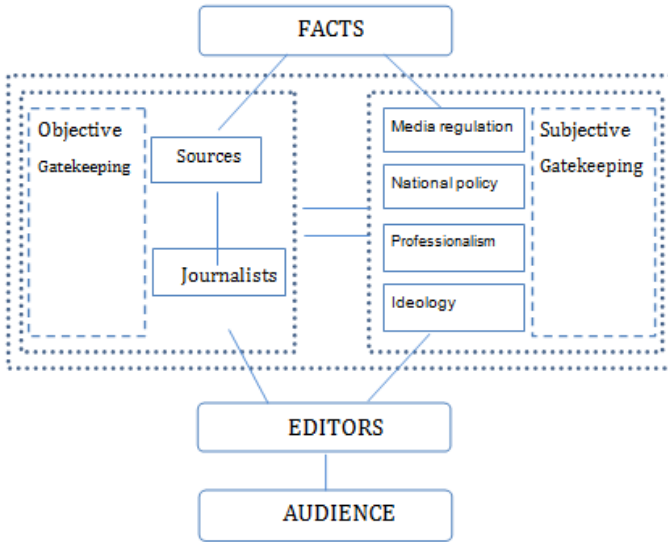 FACTS
Objective
Gatekeeping
Sources
Journalists
Media regulation
National policy
Professionalism
Ideology
Subjective
Gatekeeping
EDITORS
AUDIENCE